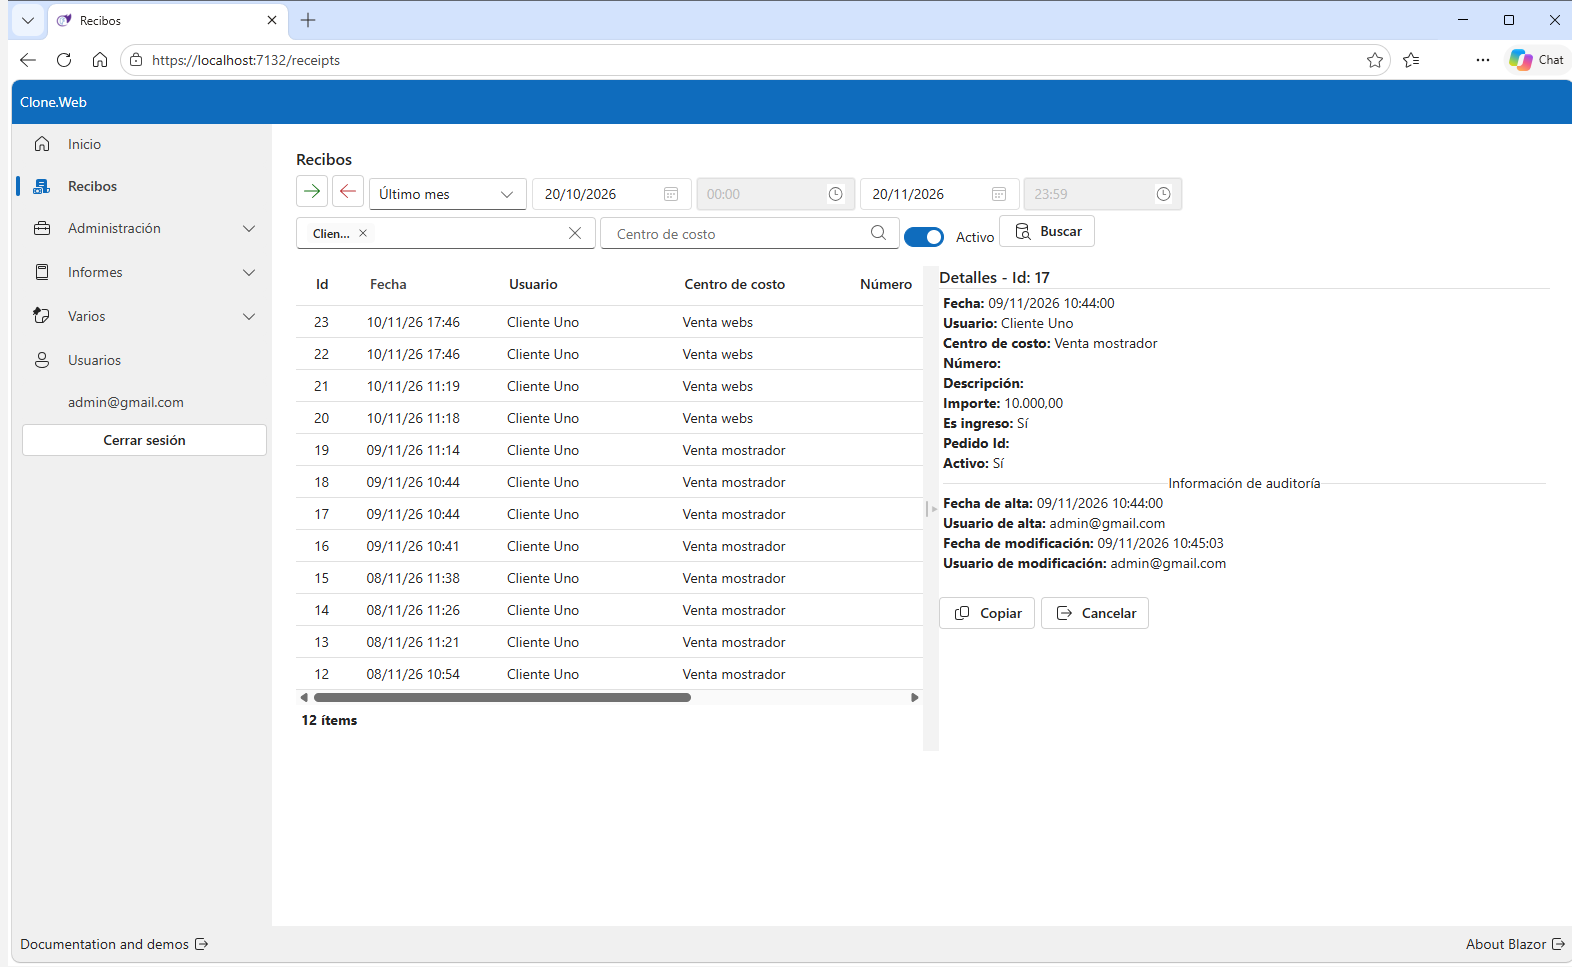 Recibos
https://localhost:7132/receipts
Chat
Clone.Web
Inicio
Recibos
Administración
Informes
Varios
Usuarios
admin@gmail.com
Cerrar sesión
Recibos
Último mes 20/10/2026 00:00 20/11/2026 23:59
Clien... Centro de costo Activo Buscar
Id Fecha Usuario Centro de costo Número
23 10/11/26 17:46 Cliente Uno Venta webs
22 10/11/26 17:46 Cliente Uno Venta webs
21 10/11/26 11:19 Cliente Uno Venta webs
20 10/11/26 11:18 Cliente Uno Venta webs
19 09/11/26 11:14 Cliente Uno Venta mostrador
18 09/11/26 10:44 Cliente Uno Venta mostrador
17 09/11/26 10:44 Cliente Uno Venta mostrador
16 09/11/26 10:41 Cliente Uno Venta mostrador
15 08/11/26 11:38 Cliente Uno Venta mostrador
14 08/11/26 11:26 Cliente Uno Venta mostrador
13 08/11/26 11:21 Cliente Uno Venta mostrador
12 08/11/26 10:54 Cliente Uno Venta mostrador
12 ítems
Detalles - Id: 17
Fecha: 09/11/2026 10:44:00
Usuario: Cliente Uno
Centro de costo: Venta mostrador
Número:
Descripción:
Importe: 10.000,00
Es ingreso: Sí
Pedido Id:
Activo: Sí
Información de auditoría
Fecha de alta: 09/11/2026 10:44:00
Usuario de alta: admin@gmail.com
Fecha de modificación: 09/11/2026 10:45:03
Usuario de modificación: admin@gmail.com
Copiar Cancelar
Documentation and demos
About Blazor